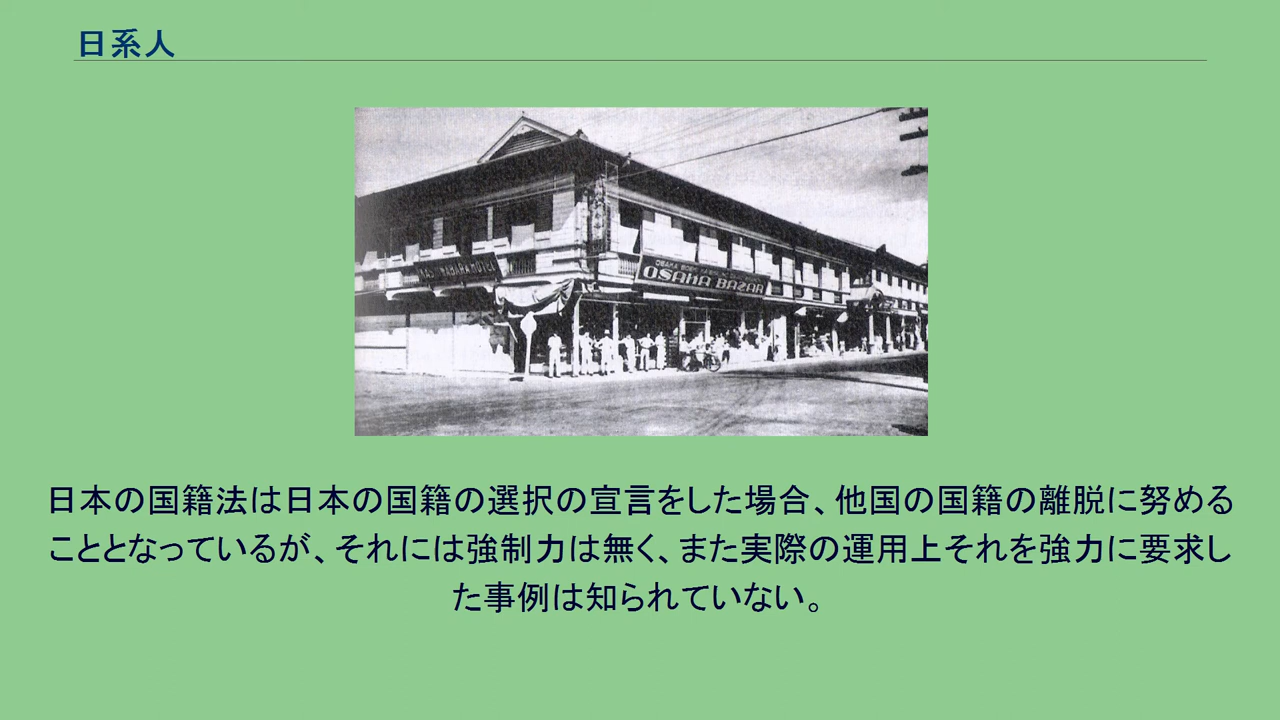 日系人
OSAKA BAZAR
日本の国籍法は日本の国籍の選択の宣言をした場合、他国の国籍の離脱に努める
こととなっているが、それには強制力は無く、また実際の運用上それを強力に要求し
た事例は知られていない。